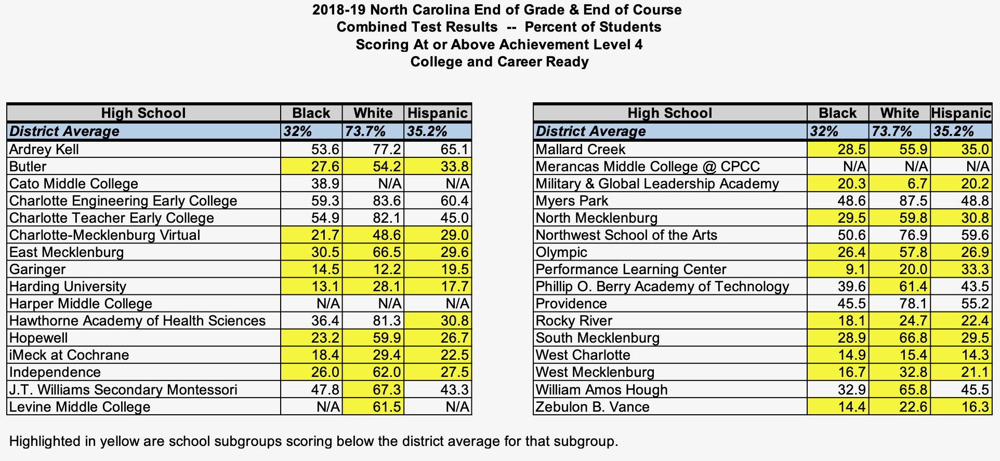 2018-19 North Carolina End of Grade & End of Course
Combined Test Results -- Percent of Students
Scoring At or Above Achievement Level 4
College and Career Ready
High School Black White Hispanic
District Average 32% 73.7% 35.2%
Ardrey Kell 53.6 77.2 65.1
Butler 27.6 54.2 33.8
Cato Middle College 38.9 N/A N/A
Charlotte Engineering Early College 59.3 83.6 60.4
Charlotte Teacher Early College 54.9 82.1 45.0
Charlotte-Mecklenburg Virtual 21.7 48.6 29.0
East Mecklenburg 30.5 66.5 29.6
Garinger 14.5 12.2 19.5
Harding University 13.1 28.1 17.7
Harper Middle College N/A N/A N/A
Hawthorne Academy of Health Sciences 36.4 81.3 30.8
Hopewell 23.2 59.9 26.7
iMeck at Cochrane 18.4 29.4 22.5
Independence 26.0 62.0 27.5
J.T. Williams Secondary Montessori 47.8 67.3 43.3
Levine Middle College N/A 61.5 N/A
High School Black White Hispanic
District Average 32% 73.7% 35.2%
Mallard Creek 28.5 55.9 35.0
Merancas Middle College @ CPCC N/A N/A N/A
Military & Global Leadership Academy 20.3 6.7 20.2
Myers Park 48.6 87.5 48.8
North Mecklenburg 29.5 59.8 30.8
Northwest School of the Arts 50.6 76.9 59.6
Olympic 26.4 57.8 26.9
Performance Learning Center 9.1 20.0 33.3
Phillip O. Berry Academy of Technology 39.6 61.4 43.5
Providence 45.5 78.1 55.2
Rocky River 18.1 24.7 22.4
South Mecklenburg 28.9 66.8 29.5
West Charlotte 14.9 15.4 14.3
West Mecklenburg 16.7 32.8 21.1
William Amos Hough 32.9 65.8 45.5
Zebulon B. Vance 14.4 22.6 16.3
Highlighted in yellow are school subgroups scoring below the district average for that subgroup.